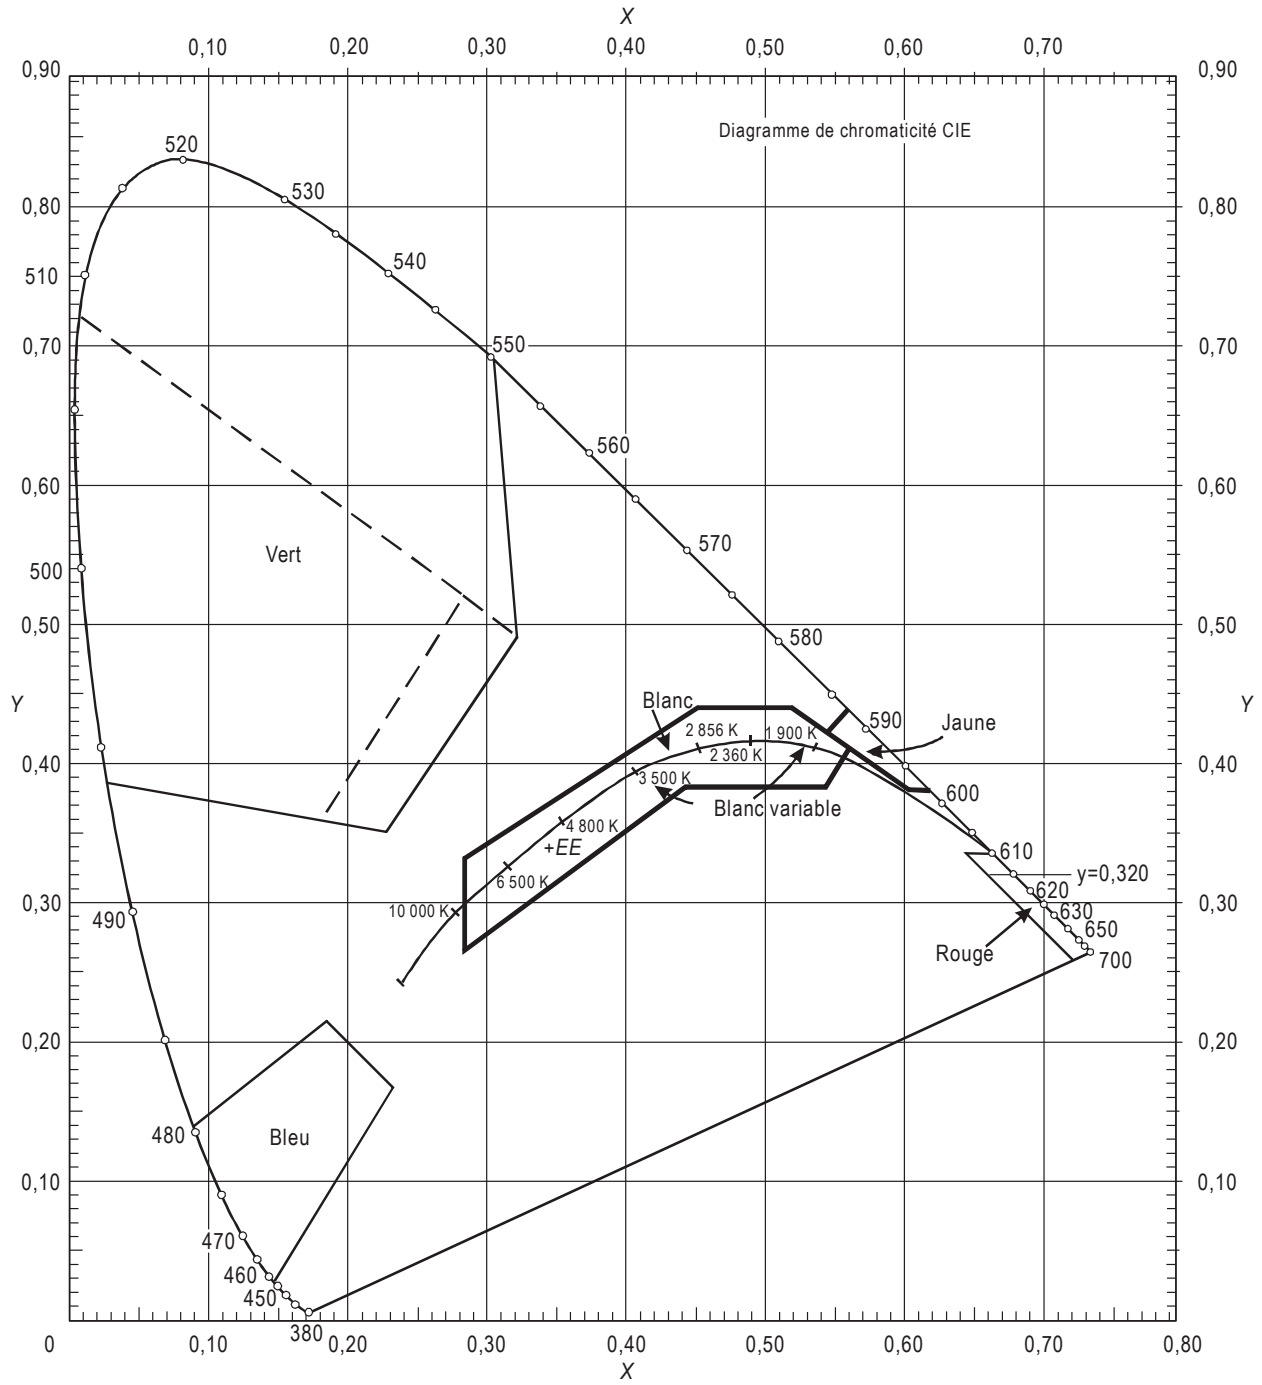 X
0,10 0,20 0,30 0,40 0,50 0,60 0,70
0,90 0,90
Diagramme de chromaticité CIE
520
530
0,80 0,80
540
510
550
0,70 0,70
560
0,60 0,60
570
Vert
500
580
0,50 0,50
Blanc
Y Y
590
Jaune
2 856 K 1 900 K
2 360 K
0,40 0,40
3 500 K
600
Blanc variable
4 800 K
+EE
610
6 500 K
y=0,320
620
0,30 0,30
10 000 K
630
490
650
Rouge
700
0,20 0,20
480
Bleu
0,10 0,10
470
460
450
380
0 0,10 0,20 0,30 0,40 0,50 0,60 0,70 0,80
X